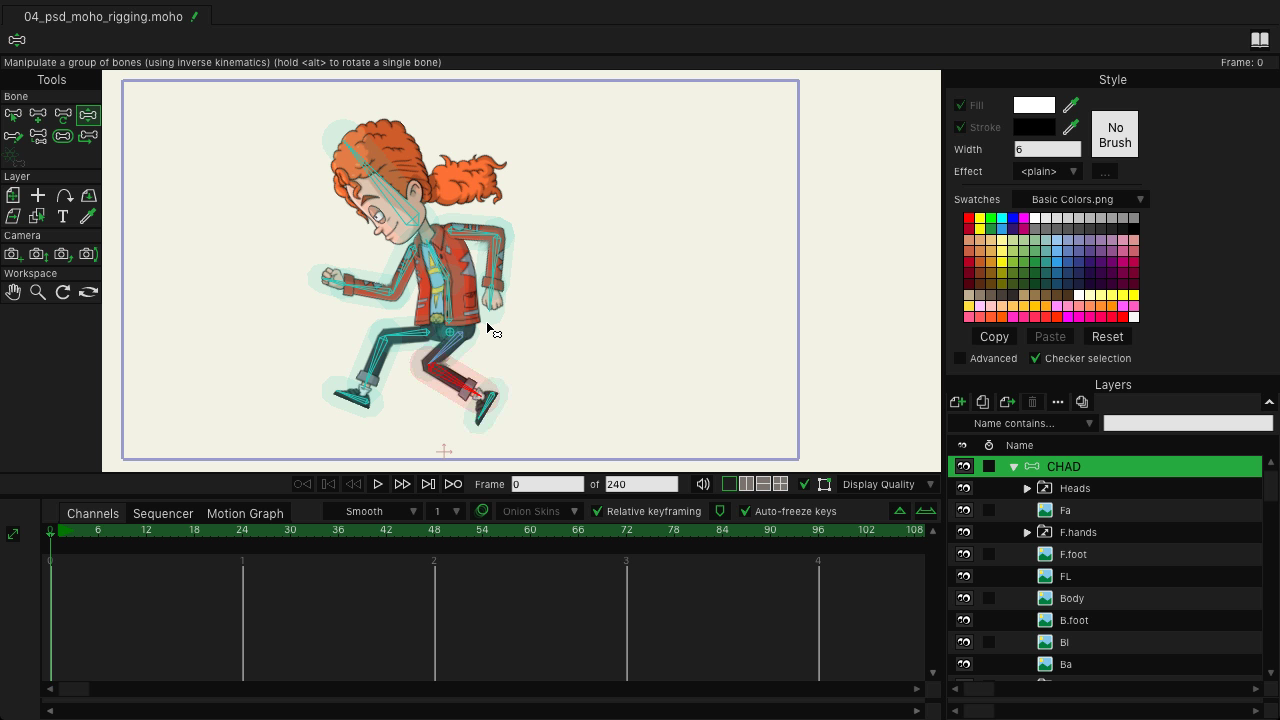 04_psd_moho_rigging.moho
Manipulate a group of bones (using inverse kinematics) (hold <alt> to rotate a single bone)
Frame: 0
Tools
Bone
Layer
Camera
Workspace
Style
Fill
Stroke
No Brush
Width
6
Effect
<plain>
...
Swatches
Basic Colors.png
Copy
Paste
Reset
Advanced
Checker selection
Layers
Name contains...
Name
CHAD
Heads
Fa
F.hands
F.foot
FL
Body
B.foot
Bl
Ba
Frame
0
of
240
Display Quality
Channels
Sequencer
Motion Graph
Smooth
1
Onion Skins
Relative keyframing
Auto-freeze keys
0 6 12 18 24 30 36 42 48 54 60 66 72 78 84 90 96 102 108
0 1 2 3 4